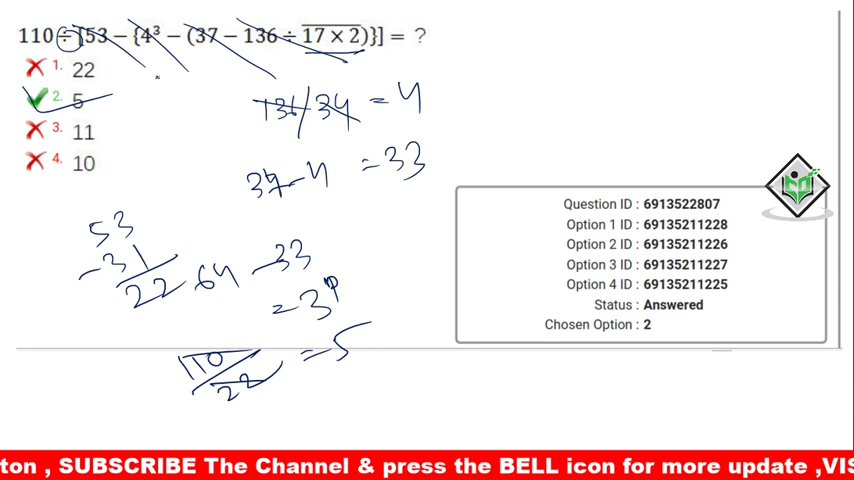 110 ÷ [53 – {4³ – (37 – 136 ÷ 17 × 2)}] = ?
1. 22
2. 5
3. 11
4. 10
136/34 = 4
37 - 4 = 33
53
- 31
22
64 - 33
= 31
110/22 = 5
Question ID : 6913522807
Option 1 ID : 69135211228
Option 2 ID : 69135211226
Option 3 ID : 69135211227
Option 4 ID : 69135211225
Status : Answered
Chosen Option : 2
ton , SUBSCRIBE The Channel & press the BELL icon for more update ,VIS